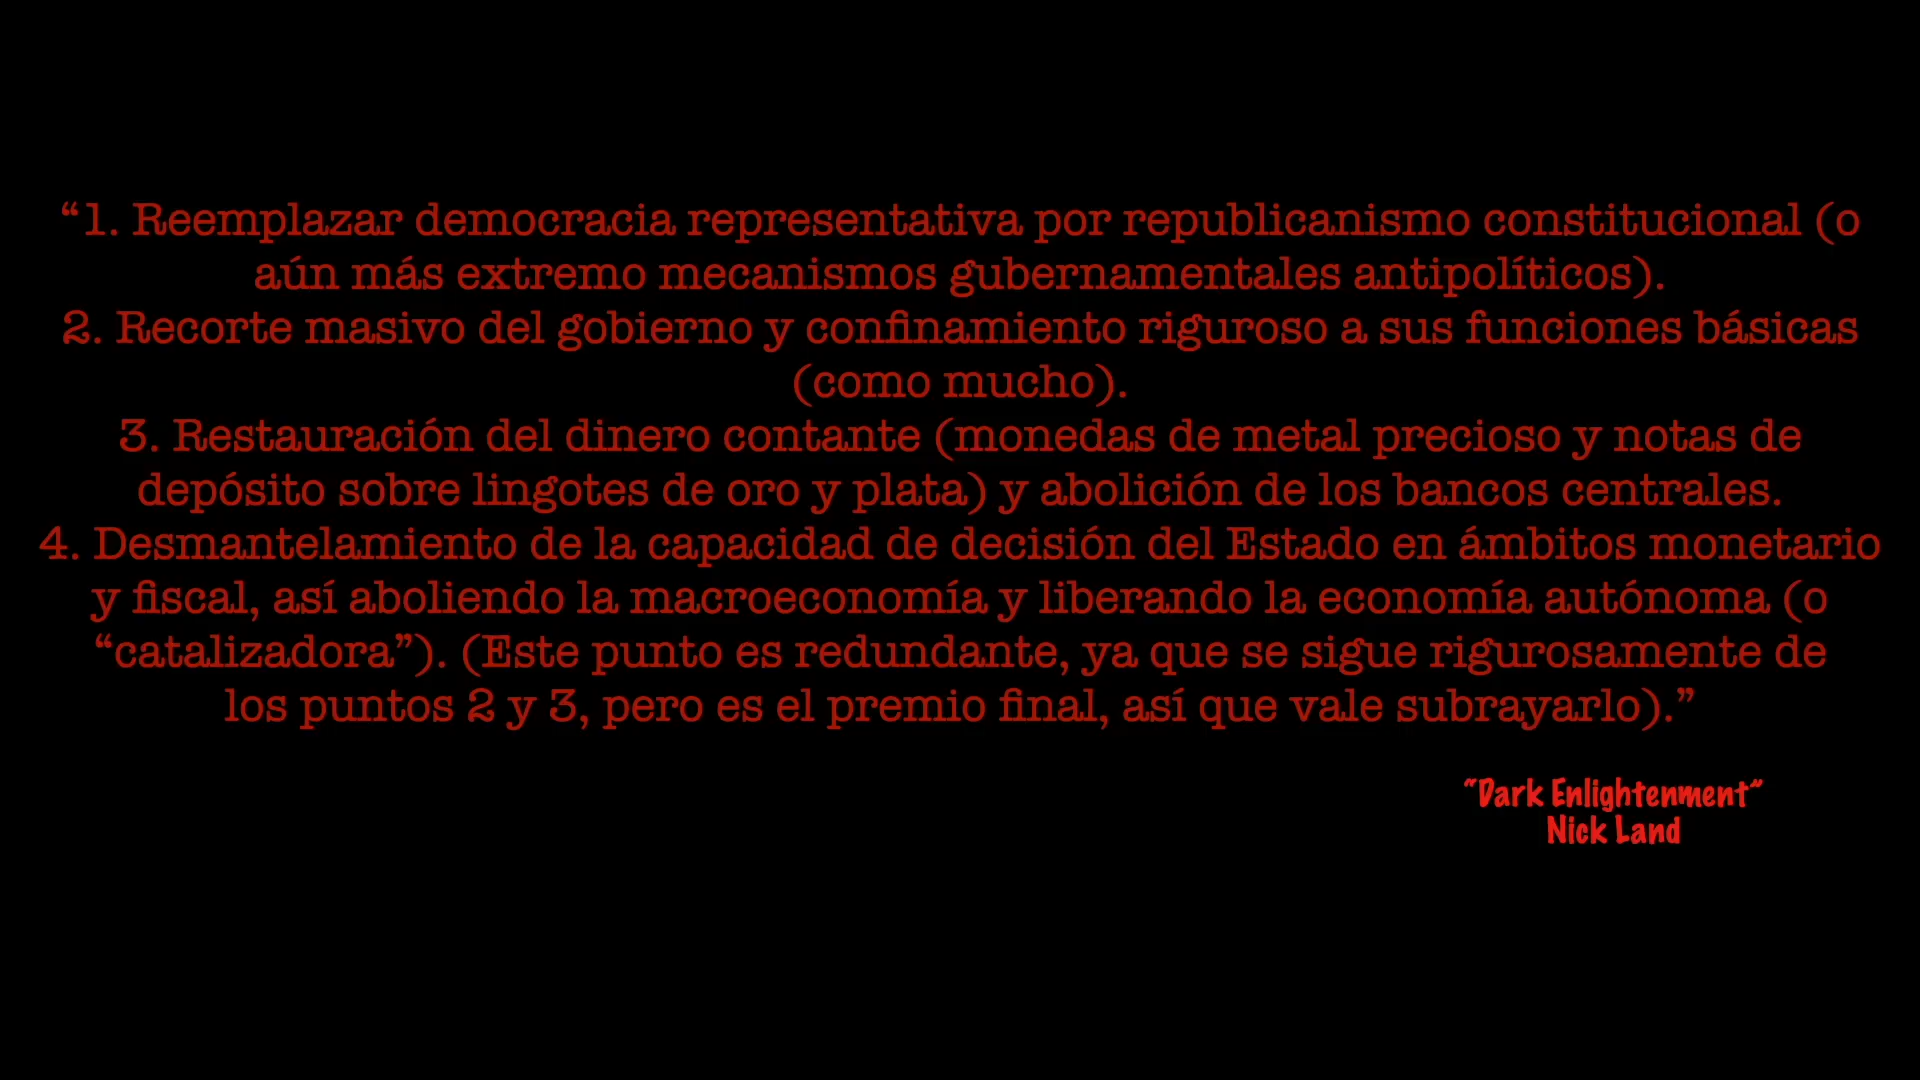 “1. Reemplazar democracia representativa por republicanismo constitucional (o
aún más extremo mecanismos gubernamentales antipolíticos).
2. Recorte masivo del gobierno y confinamiento riguroso a sus funciones básicas
(como mucho).
3. Restauración del dinero contante (monedas de metal precioso y notas de
depósito sobre lingotes de oro y plata) y abolición de los bancos centrales.
4. Desmantelamiento de la capacidad de decisión del Estado en ámbitos monetario
y fiscal, así aboliendo la macroeconomía y liberando la economía autónoma (o
“catalizadora”). (Este punto es redundante, ya que se sigue rigurosamente de
los puntos 2 y 3, pero es el premio final, así que vale subrayarlo).”
“Dark Enlightenment”
Nick Land